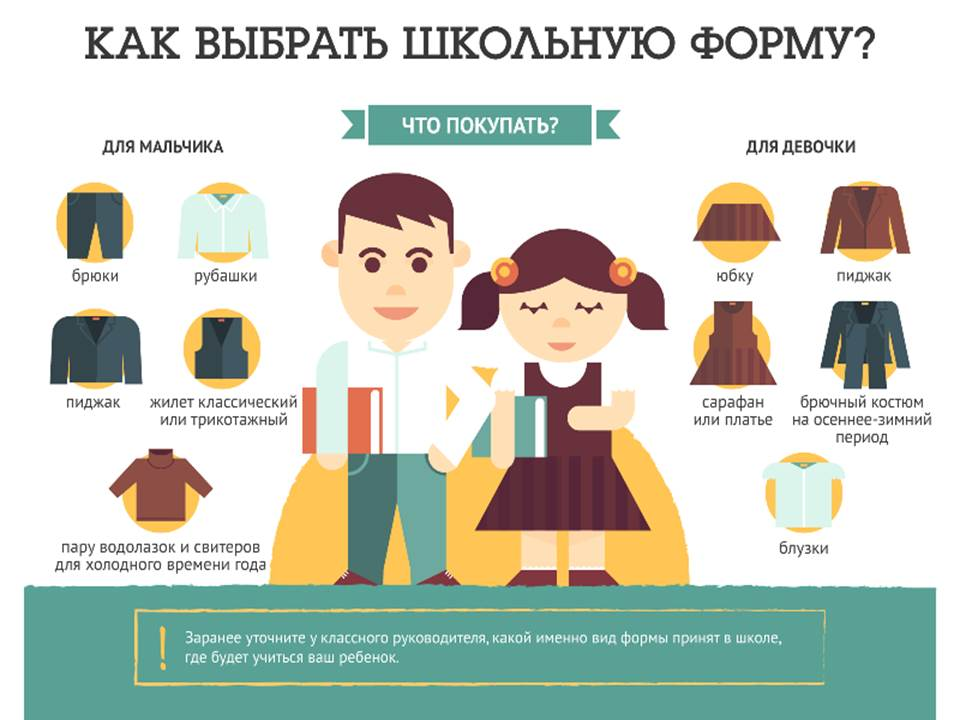 КАК ВЫБРАТЬ ШКОЛЬНУЮ ФОРМУ?
ЧТО ПОКУПАТЬ?
ДЛЯ МАЛЬЧИКА
брюки
рубашки
пиджак
жилет классический
или трикотажный
пару водолазок и свитеров
для холодного времени года
ДЛЯ ДЕВОЧКИ
юбку
пиджак
сарафан
или платье
брючный костюм
на осеннее-зимний
период
блузки
! Заранее уточните у классного руководителя, какой именно вид формы принят в школе,
где будет учиться ваш ребенок.